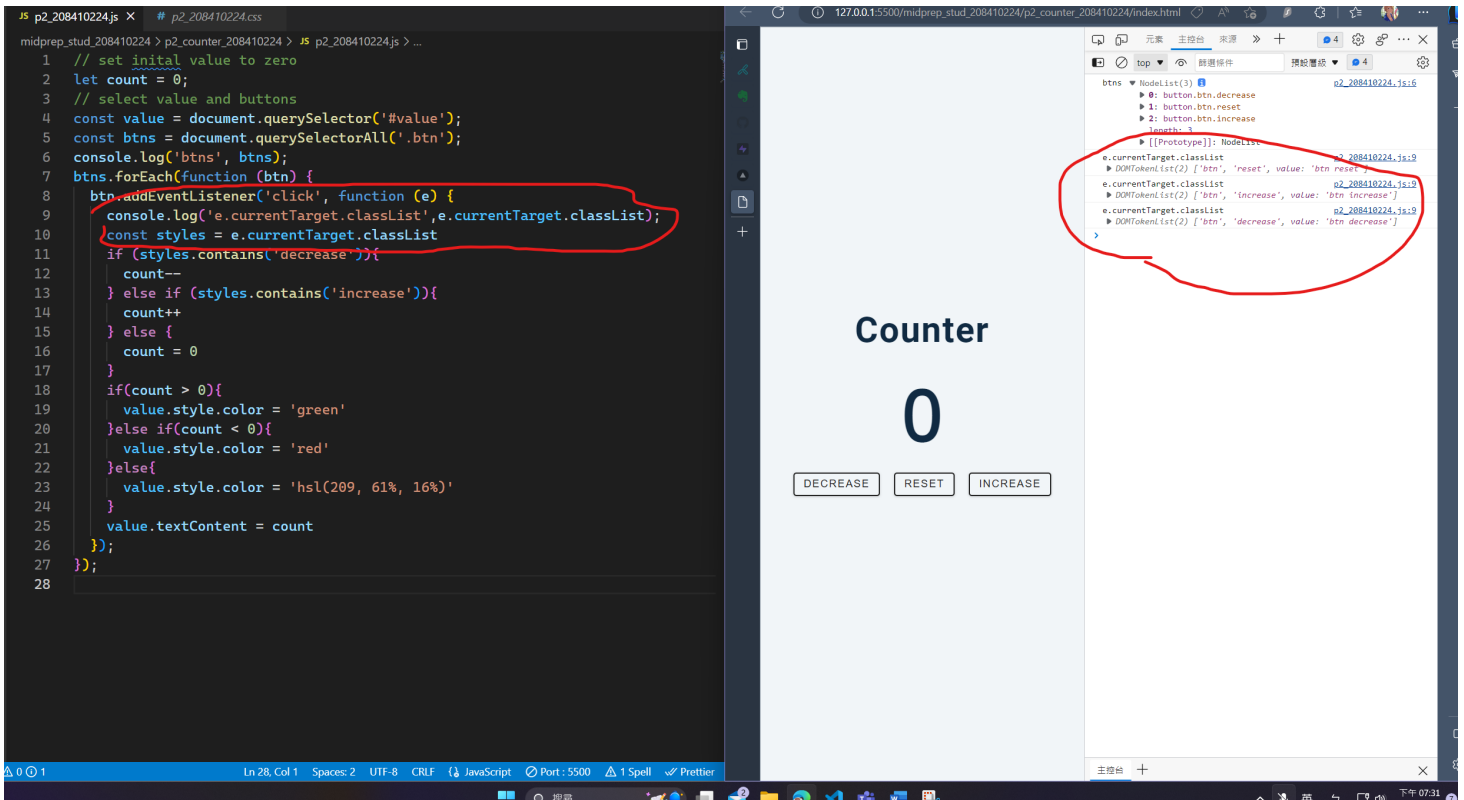 JS p2_208410224.js × # p2_208410224.css
midprep_stud_208410224 > p2_counter_208410224 > JS p2_208410224.js > ...
1 // set inital value to zero
2 let count = 0;
3 // select value and buttons
4 const value = document.querySelector('#value');
5 const btns = document.querySelectorAll('.btn');
6 console.log('btns', btns);
7 btns.forEach(function (btn) {
8 btn.addEventListener('click', function (e) {
9 console.log('e.currentTarget.classList',e.currentTarget.classList);
10 const styles = e.currentTarget.classList
11 if (styles.contains('decrease')){
12 count--
13 } else if (styles.contains('increase')){
14 count++
15 } else {
16 count = 0
17 }
18 if(count > 0){
19 value.style.color = 'green'
20 }else if(count < 0){
21 value.style.color = 'red'
22 }else{
23 value.style.color = 'hsl(209, 61%, 16%)'
24 }
25 value.textContent = count
26 });
27 });
28
0 1 Ln 28, Col 1 Spaces: 2 UTF-8 CRLF JavaScript Port : 5500 1 Spell Prettier
127.0.0.1:5500/midprep_stud_208410224/p2_counter_208410224/index.html
Counter
0
DECREASE RESET INCREASE
元素 主控台 來源 4
top 篩選條件 預設層級 4
btns NodeList(3) p2_208410224.js:6
0: button.btn.decrease
1: button.btn.reset
2: button.btn.increase
length: 3
[[Prototype]]: NodeList
e.currentTarget.classList p2_208410224.js:9
DOMTokenList(2) ['btn', 'reset', value: 'btn reset']
e.currentTarget.classList p2_208410224.js:9
DOMTokenList(2) ['btn', 'increase', value: 'btn increase']
e.currentTarget.classList p2_208410224.js:9
DOMTokenList(2) ['btn', 'decrease', value: 'btn decrease']
主控台
搜尋 2 英 下午 07:31